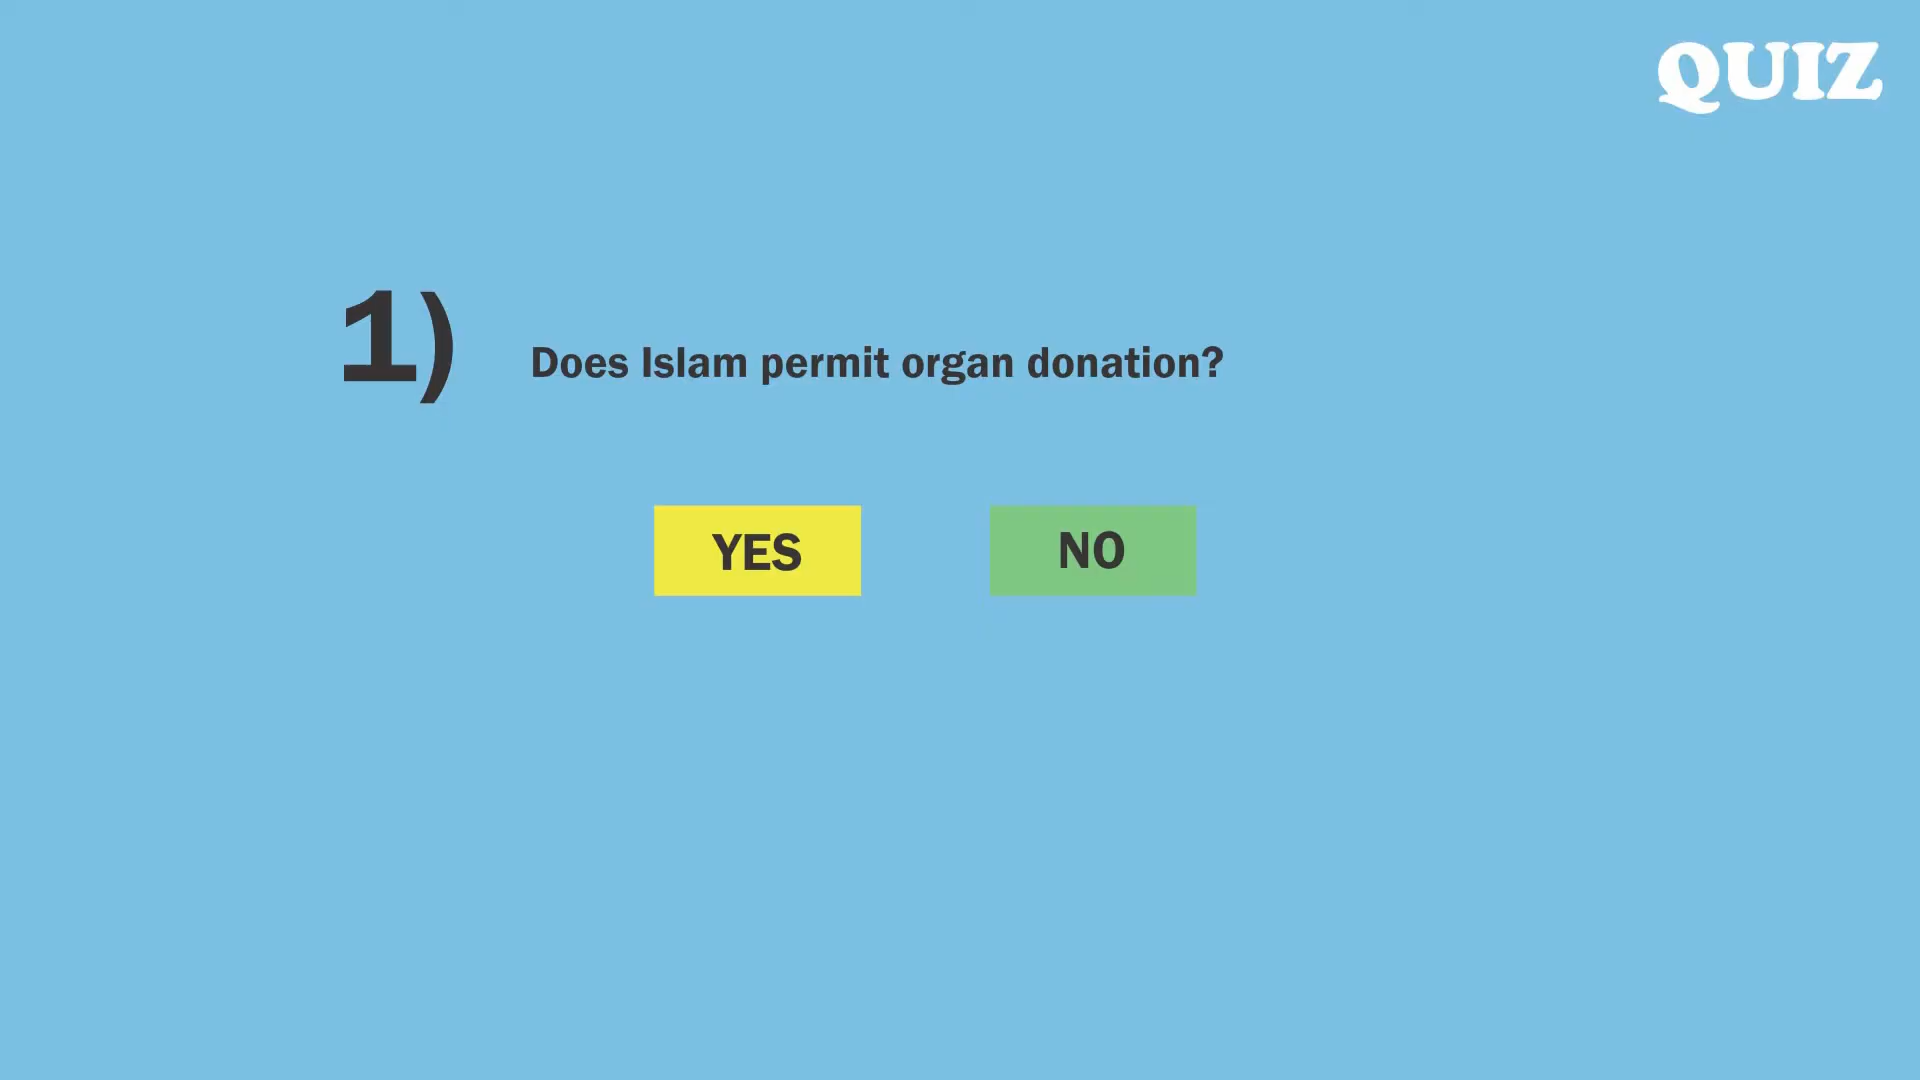 QUIZ
1) Does Islam permit organ donation?
YES NO